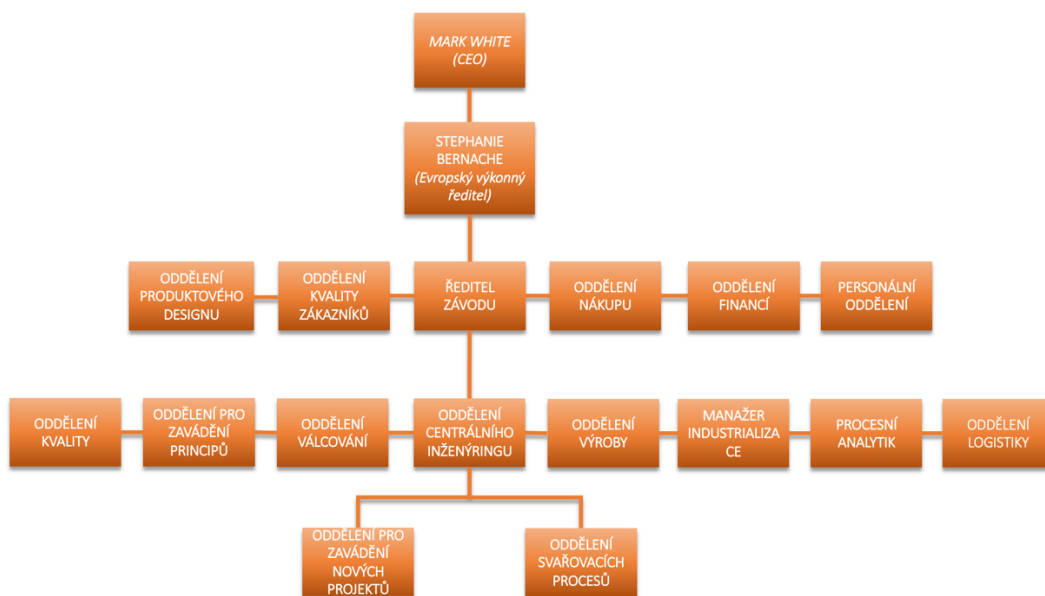 MARK WHITE
(CEO)
STEPHANIE
BERNACHE
(Evropský výkonný
ředitel)
ODDĚLENÍ
PRODUKTOVÉHO
DESIGNU
ODDĚLENÍ
KVALITY
ZÁKAZNÍKŮ
ŘEDITEL
ZÁVODU
ODDĚLENÍ
NÁKUPU
ODDĚLENÍ
FINANCÍ
PERSONÁLNÍ
ODDĚLENÍ
ODDĚLENÍ
KVALITY
ODDĚLENÍ PRO
ZAVÁDĚNÍ
PRINCIPŮ
ODDĚLENÍ
VÁLCOVÁNÍ
ODDĚLENÍ
CENTRÁLNÍHO
INŽENÝRINGU
ODDĚLENÍ
VÝROBY
MANAŽER
INDUSTRIALIZA
CE
PROCESNÍ
ANALYTIK
ODDĚLENÍ
LOGISTIKY
ODDĚLENÍ PRO
ZAVÁDĚNÍ
NOVÝCH
PROJEKTŮ
ODDĚLENÍ
SVAŘOVACÍCH
PROCESŮ